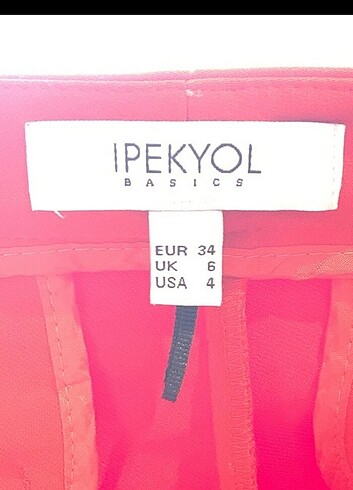 IPEKYOL
BASICS
EUR 34
UK 6
USA 4